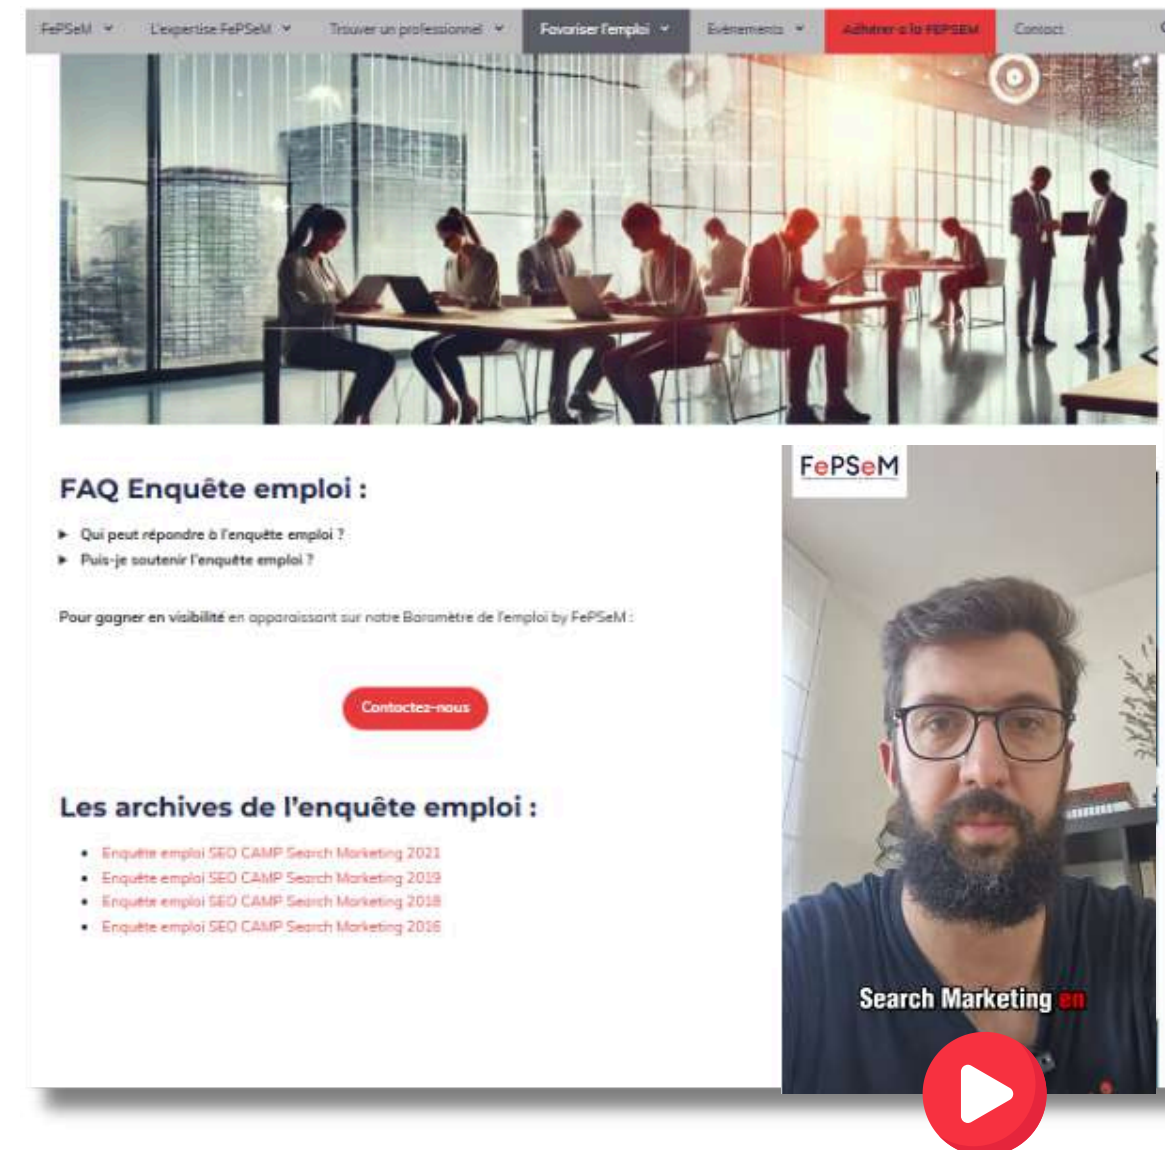 FePSeM
L'expertise FePSeM
Trouver un professionnel
Favoriser l'emploi
Evènements
Adhérer à la FEPSEM
Contact
FAQ Enquête emploi :
Qui peut répondre à l'enquête emploi ?
Puis-je soutenir l'enquête emploi ?
Pour gagner en visibilité en apparaissant sur notre Baromètre de l'emploi by FePSeM :
Contactez-nous
Les archives de l'enquête emploi :
Enquête emploi SEO CAMP Search Marketing 2021
Enquête emploi SEO CAMP Search Marketing 2019
Enquête emploi SEO CAMP Search Marketing 2018
Enquête emploi SEO CAMP Search Marketing 2016
FePSeM
Search Marketing en